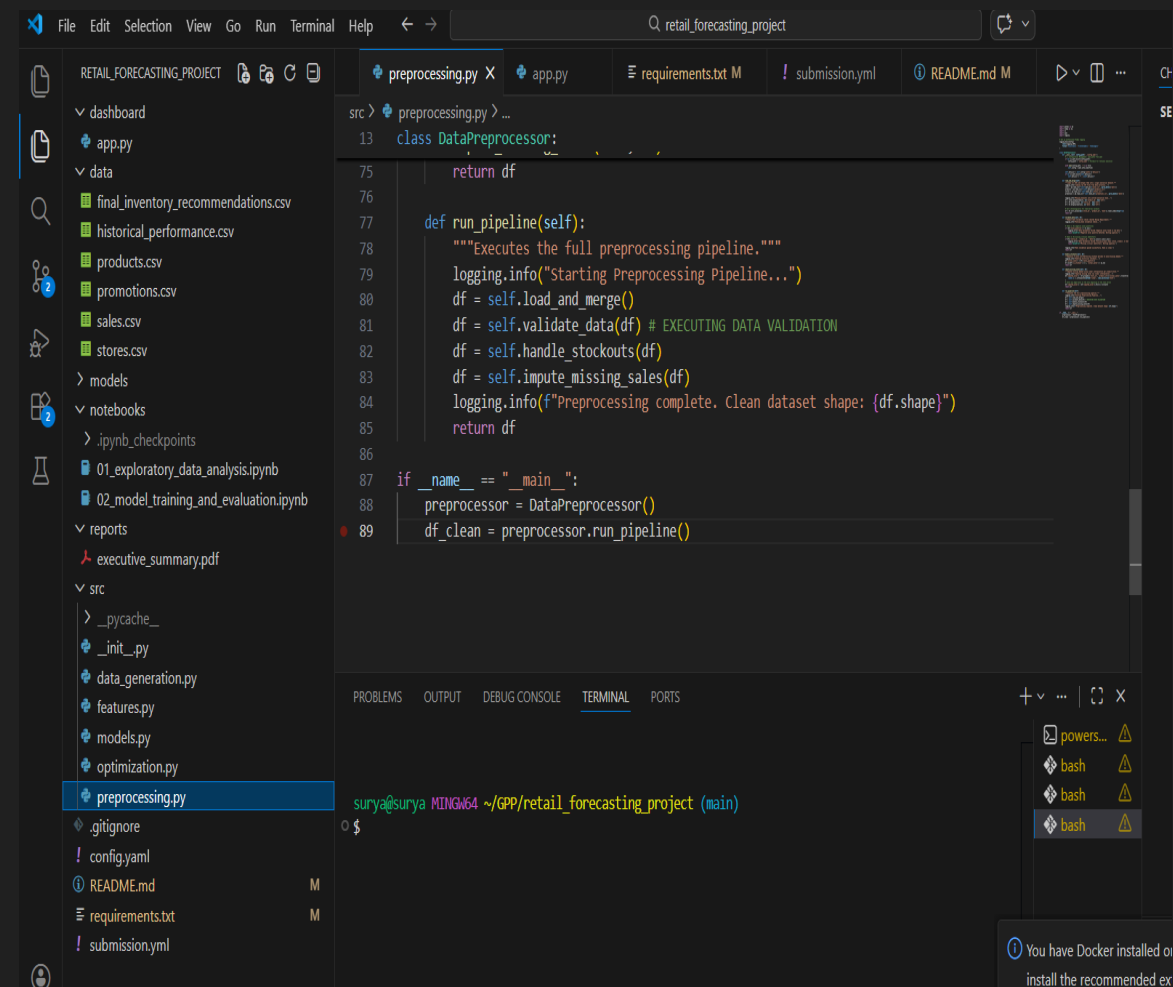 File Edit Selection View Go Run Terminal Help
retail_forecasting_project
RETAIL_FORECASTING_PROJECT
dashboard
app.py
data
final_inventory_recommendations.csv
historical_performance.csv
products.csv
promotions.csv
sales.csv
stores.csv
models
notebooks
.ipynb_checkpoints
01_exploratory_data_analysis.ipynb
02_model_training_and_evaluation.ipynb
reports
executive_summary.pdf
src
__pycache__
__init__.py
data_generation.py
features.py
models.py
optimization.py
preprocessing.py
.gitignore
config.yaml
README.md M
requirements.txt M
submission.yml
2
2
preprocessing.py app.py requirements.txt M submission.yml README.md M
CH
SE
src > preprocessing.py > ...
13 class DataPreprocessor:
75 return df
76
77 def run_pipeline(self):
78 """Executes the full preprocessing pipeline."""
79 logging.info("Starting Preprocessing Pipeline...")
80 df = self.load_and_merge()
81 df = self.validate_data(df) # EXECUTING DATA VALIDATION
82 df = self.handle_stockouts(df)
83 df = self.impute_missing_sales(df)
84 logging.info(f"Preprocessing complete. Clean dataset shape: {df.shape}")
85 return df
86
87 if __name__ == "__main__":
88 preprocessor = DataPreprocessor()
89 df_clean = preprocessor.run_pipeline()
PROBLEMS OUTPUT DEBUG CONSOLE TERMINAL PORTS
surya@surya MINGW64 ~/GPP/retail_forecasting_project (main)
$
powers...
bash
bash
bash
You have Docker installed on
install the recommended ex